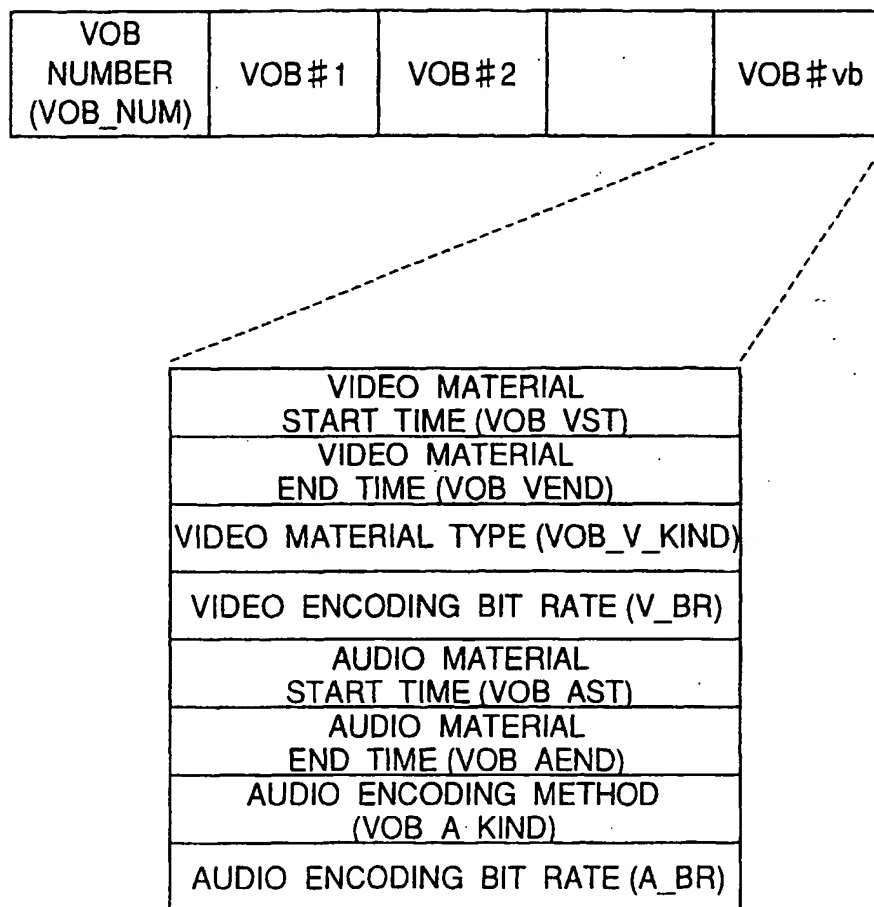 VOB
NUMBER
(VOB_NUM)
VOB#1
VOB#2
VOB#vb
VIDEO MATERIAL
START TIME (VOB VST)
VIDEO MATERIAL
END TIME (VOB VEND)
VIDEO MATERIAL TYPE (VOB_V_KIND)
VIDEO ENCODING BIT RATE (V_BR)
AUDIO MATERIAL
START TIME (VOB AST)
AUDIO MATERIAL
END TIME (VOB AEND)
AUDIO ENCODING METHOD
(VOB A KIND)
AUDIO ENCODING BIT RATE (A_BR)